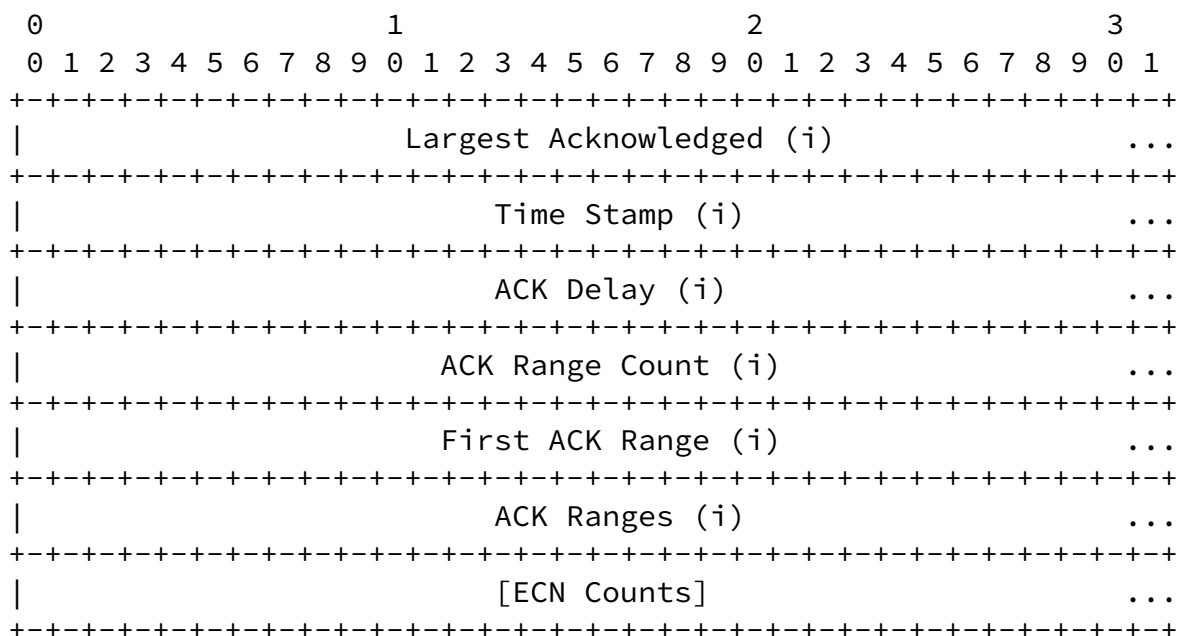 0                   1                   2                   3
 0 1 2 3 4 5 6 7 8 9 0 1 2 3 4 5 6 7 8 9 0 1 2 3 4 5 6 7 8 9 0 1
+-+-+-+-+-+-+-+-+-+-+-+-+-+-+-+-+-+-+-+-+-+-+-+-+-+-+-+-+-+-+-+-+
|                     Largest Acknowledged (i)                ...
+-+-+-+-+-+-+-+-+-+-+-+-+-+-+-+-+-+-+-+-+-+-+-+-+-+-+-+-+-+-+-+-+
|                          Time Stamp (i)                     ...
+-+-+-+-+-+-+-+-+-+-+-+-+-+-+-+-+-+-+-+-+-+-+-+-+-+-+-+-+-+-+-+-+
|                          ACK Delay (i)                      ...
+-+-+-+-+-+-+-+-+-+-+-+-+-+-+-+-+-+-+-+-+-+-+-+-+-+-+-+-+-+-+-+-+
|                       ACK Range Count (i)                   ...
+-+-+-+-+-+-+-+-+-+-+-+-+-+-+-+-+-+-+-+-+-+-+-+-+-+-+-+-+-+-+-+-+
|                       First ACK Range (i)                   ...
+-+-+-+-+-+-+-+-+-+-+-+-+-+-+-+-+-+-+-+-+-+-+-+-+-+-+-+-+-+-+-+-+
|                          ACK Ranges (i)                     ...
+-+-+-+-+-+-+-+-+-+-+-+-+-+-+-+-+-+-+-+-+-+-+-+-+-+-+-+-+-+-+-+-+
|                          [ECN Counts]                       ...
+-+-+-+-+-+-+-+-+-+-+-+-+-+-+-+-+-+-+-+-+-+-+-+-+-+-+-+-+-+-+-+-+